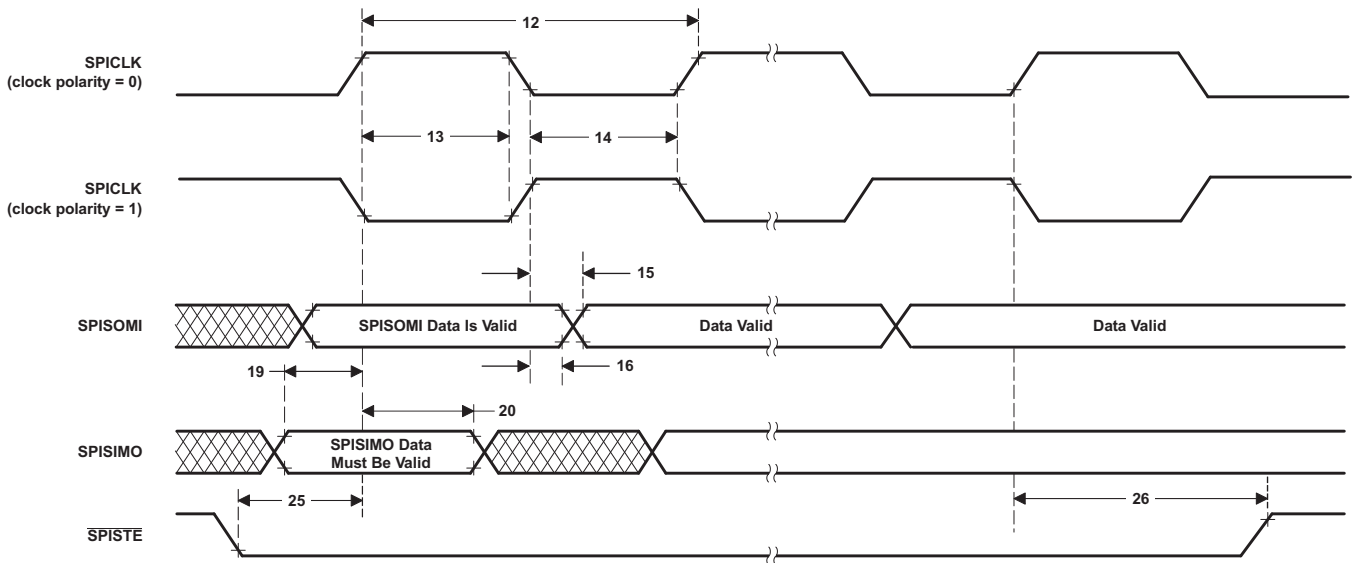 12
SPICLK
(clock polarity = 0)
13
14
SPICLK
(clock polarity = 1)
15
SPISOMI
SPISOMI Data Is Valid
Data Valid
Data Valid
19
16
20
SPISIMO
SPISIMO Data
Must Be Valid
25
26
SPISTE